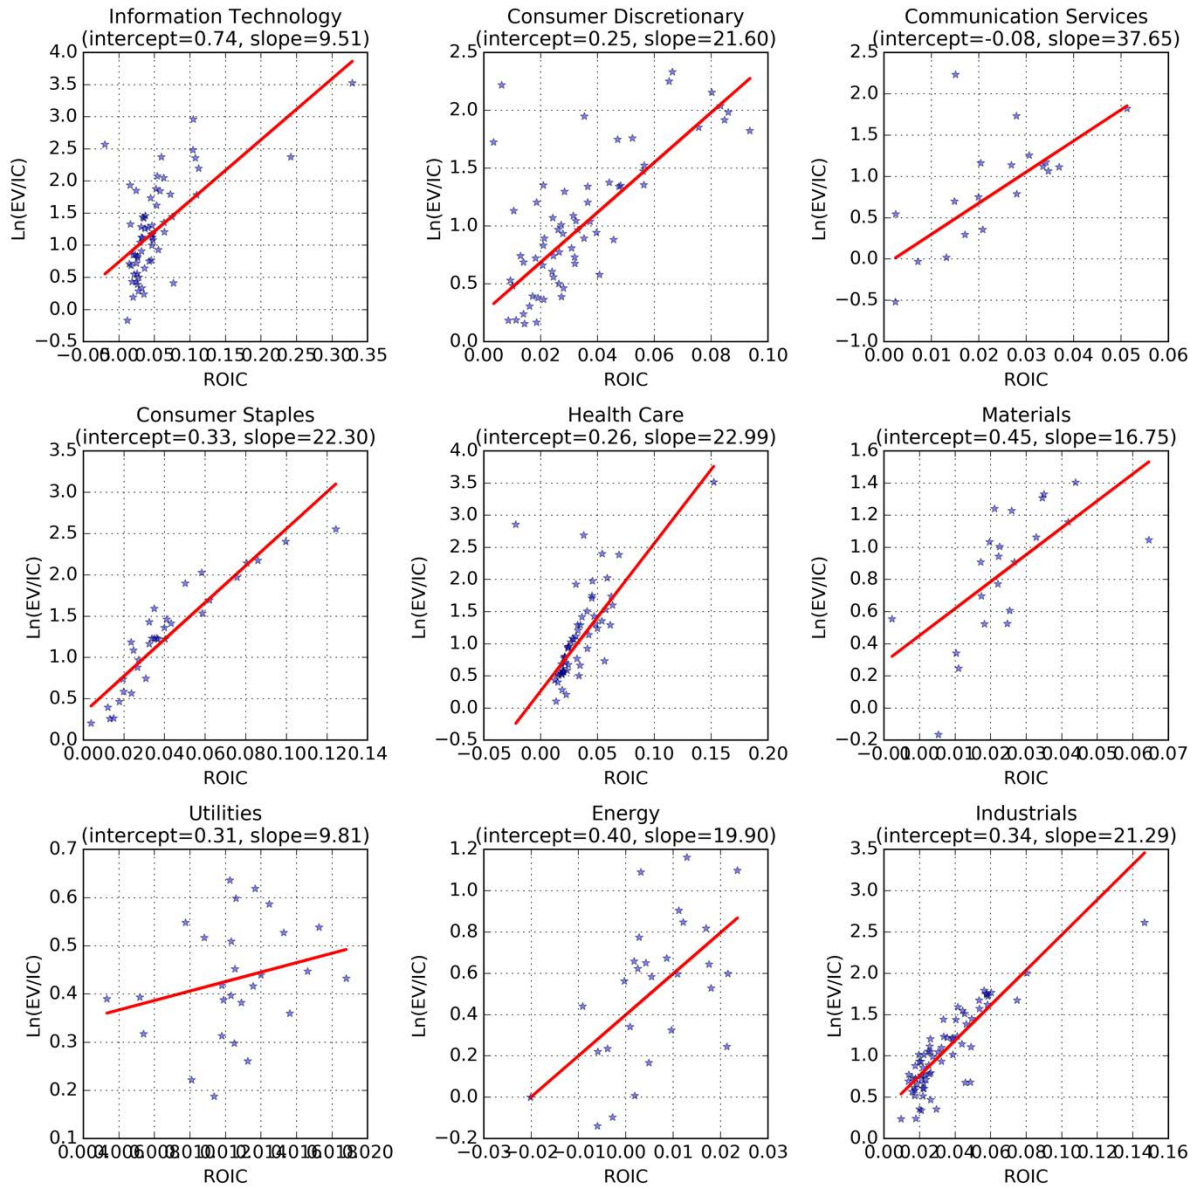 Information Technology
(intercept=0.74, slope=9.51)
4.0
3.5
3.0
2.5
2.0
1.5
1.0
0.5
0.0
−0.5
Ln(EV/IC)
−0.05 0.00 0.05 0.10 0.15 0.20 0.25 0.30 0.35
ROIC
Consumer Discretionary
(intercept=0.25, slope=21.60)
2.5
2.0
1.5
1.0
0.5
0.0
Ln(EV/IC)
0.00 0.02 0.04 0.06 0.08 0.10
ROIC
Communication Services
(intercept=-0.08, slope=37.65)
2.5
2.0
1.5
1.0
0.5
0.0
−0.5
−1.0
Ln(EV/IC)
0.00 0.01 0.02 0.03 0.04 0.05 0.06
ROIC
Consumer Staples
(intercept=0.33, slope=22.30)
3.5
3.0
2.5
2.0
1.5
1.0
0.5
0.0
Ln(EV/IC)
0.00 0.02 0.04 0.06 0.08 0.10 0.12 0.14
ROIC
Health Care
(intercept=0.26, slope=22.99)
4.0
3.5
3.0
2.5
2.0
1.5
1.0
0.5
0.0
−0.5
Ln(EV/IC)
−0.05 0.00 0.05 0.10 0.15 0.20
ROIC
Materials
(intercept=0.45, slope=16.75)
1.6
1.4
1.2
1.0
0.8
0.6
0.4
0.2
0.0
−0.2
Ln(EV/IC)
−0.01 0.00 0.01 0.02 0.03 0.04 0.05 0.06 0.07
ROIC
Utilities
(intercept=0.31, slope=9.81)
0.7
0.6
0.5
0.4
0.3
0.2
0.1
Ln(EV/IC)
0.004 0.006 0.008 0.010 0.012 0.014 0.016 0.018 0.020
ROIC
Energy
(intercept=0.40, slope=19.90)
1.2
1.0
0.8
0.6
0.4
0.2
0.0
−0.2
Ln(EV/IC)
−0.03 −0.02 −0.01 0.00 0.01 0.02 0.03
ROIC
Industrials
(intercept=0.34, slope=21.29)
3.5
3.0
2.5
2.0
1.5
1.0
0.5
0.0
Ln(EV/IC)
0.00 0.02 0.04 0.06 0.08 0.10 0.12 0.14 0.16
ROIC